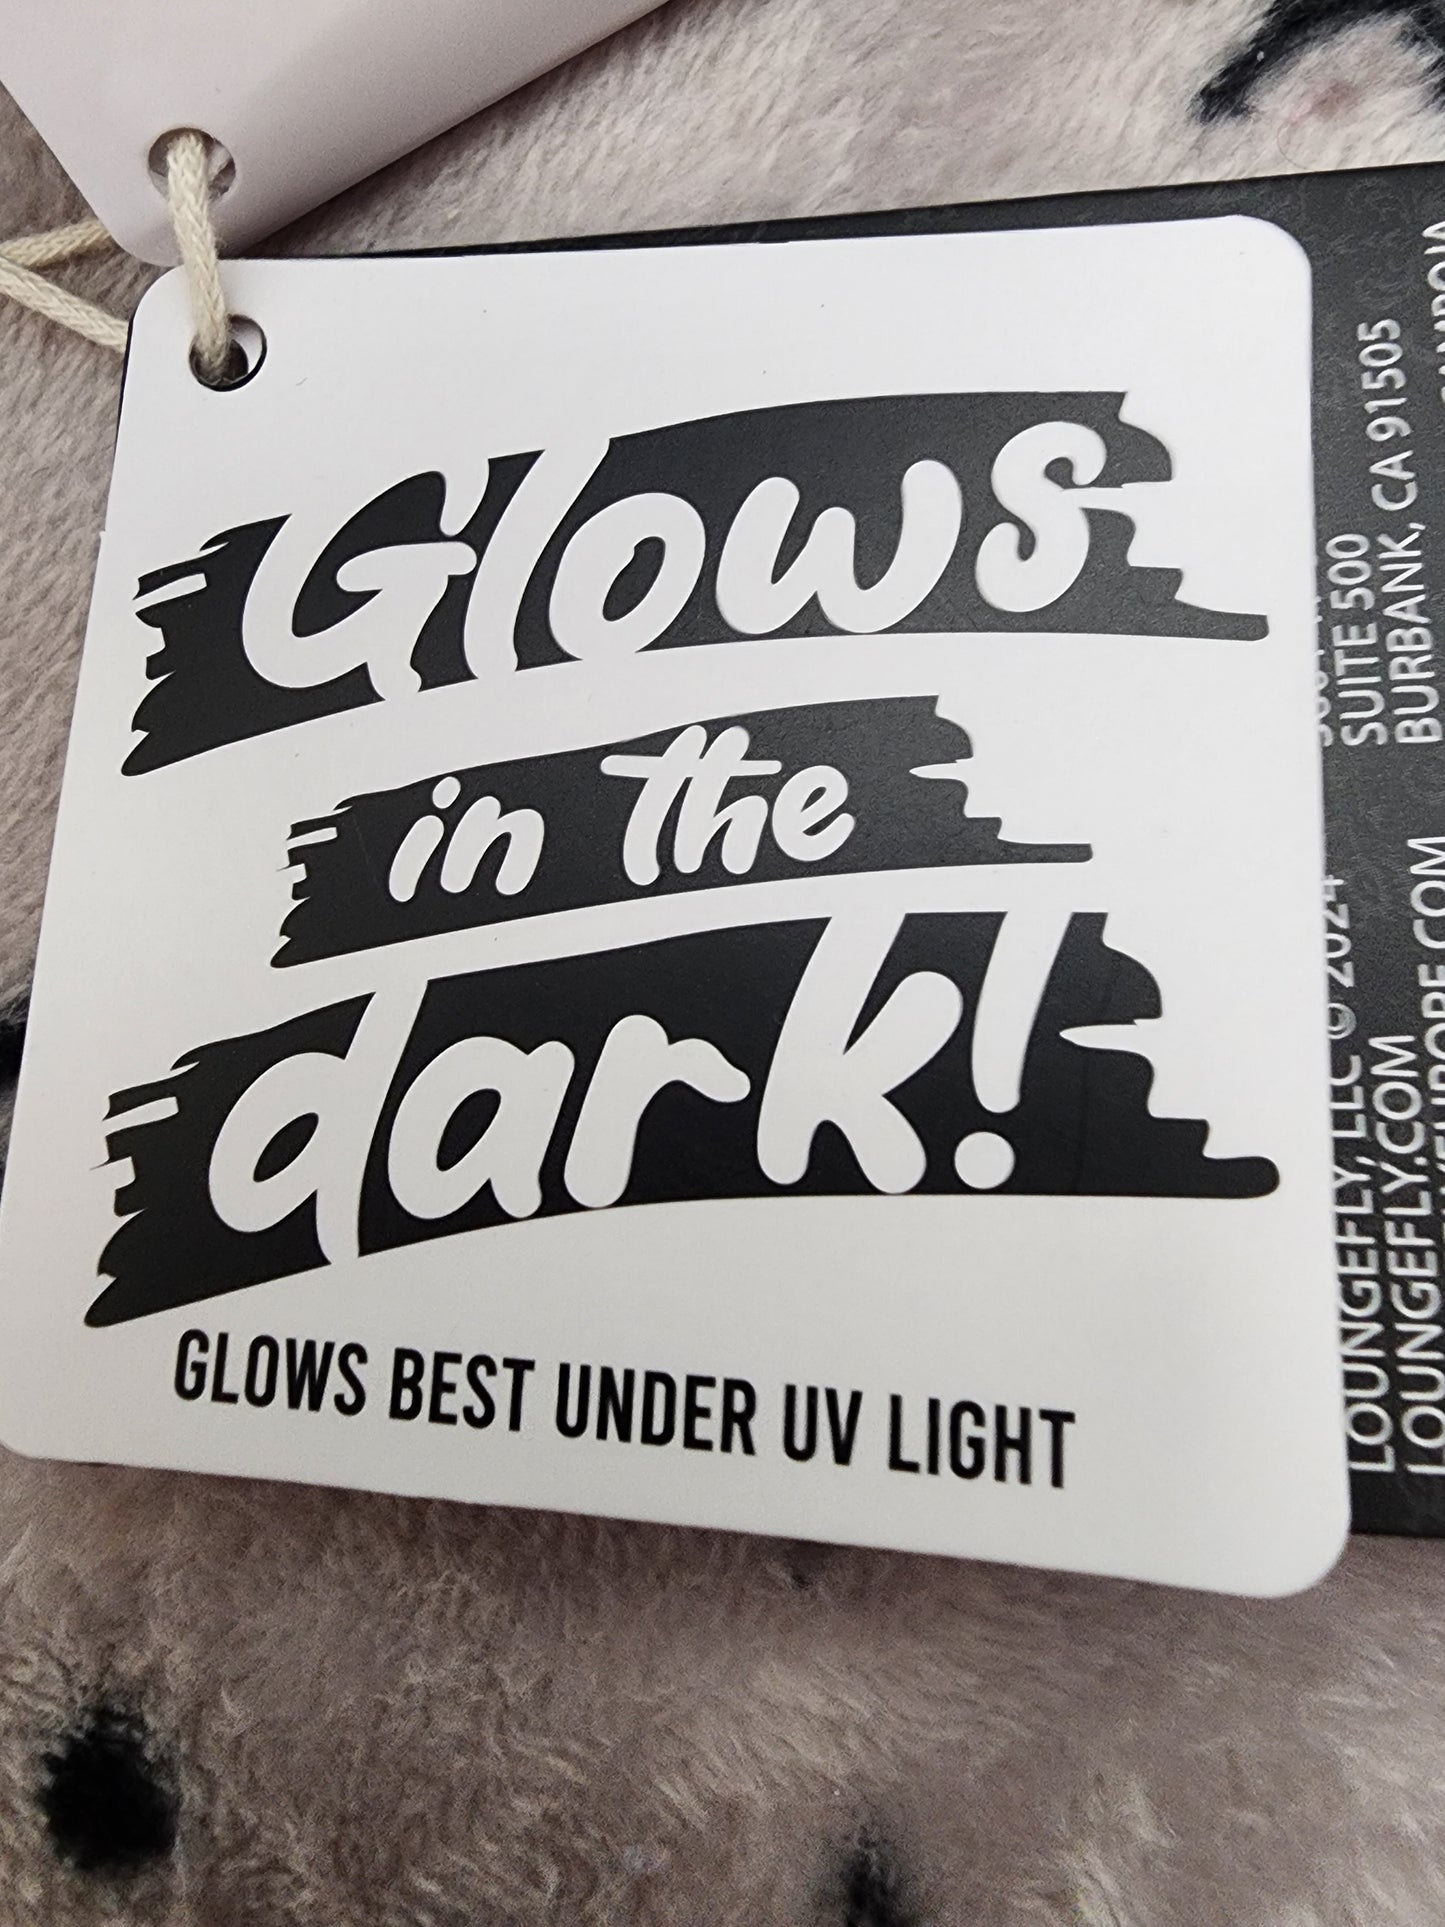 Glows
in the
dark!
GLOWS BEST UNDER UV LIGHT
LOUNGEFLY, LLC © 2024
LOUNGEFLY.COM
SUITE 500
BURBANK, CA 91505